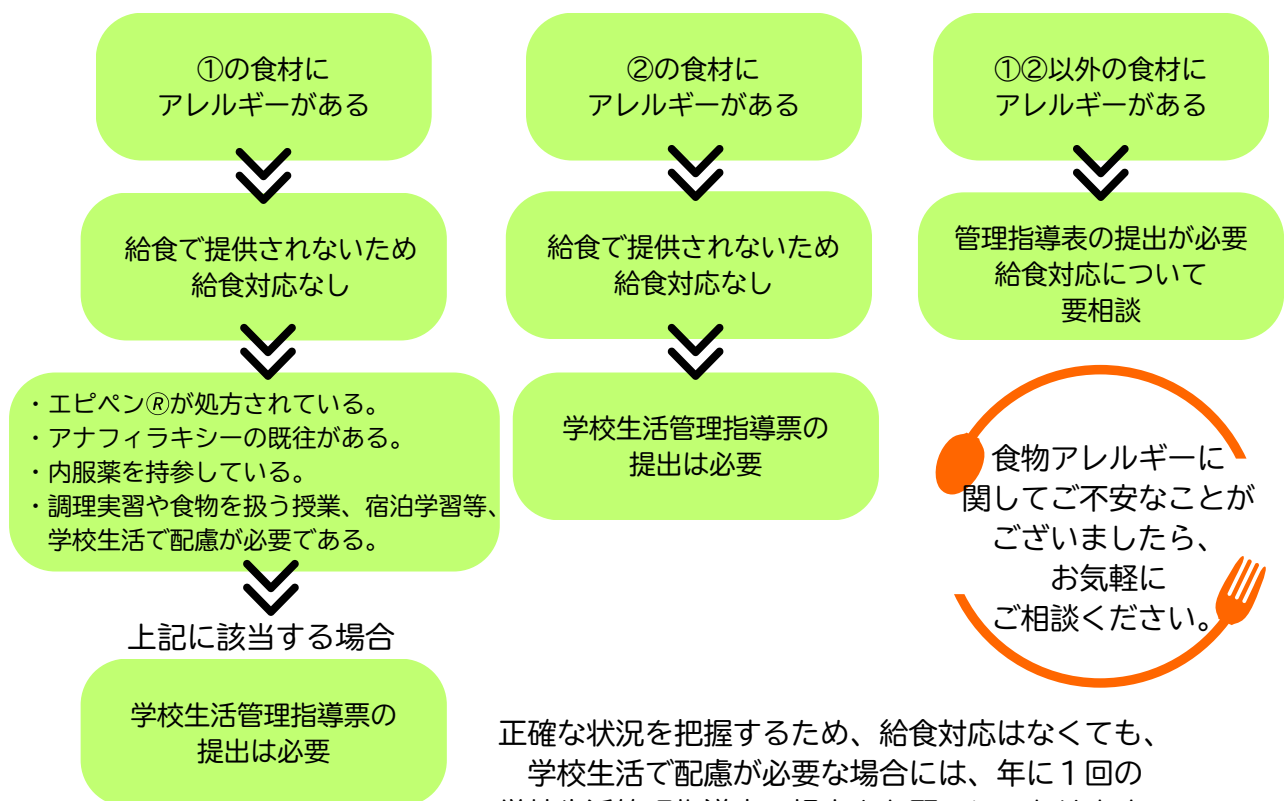 ①の食材に
アレルギーがある
給食で提供されないため
給食対応なし
・エピペン®が処方されている。
・アナフィラキシーの既往がある。
・内服薬を持参している。
・調理実習や食物を扱う授業、宿泊学習等、
学校生活で配慮が必要である。
上記に該当する場合
学校生活管理指導票の
提出は必要
②の食材に
アレルギーがある
給食で提供されないため
給食対応なし
学校生活管理指導票の
提出は必要
①②以外の食材に
アレルギーがある
管理指導表の提出が必要
給食対応について
要相談
食物アレルギーに
関してご不安なことが
ございましたら、
お気軽に
ご相談ください。
正確な状況を把握するため、給食対応はなくても、
学校生活で配慮が必要な場合には、年に１回の